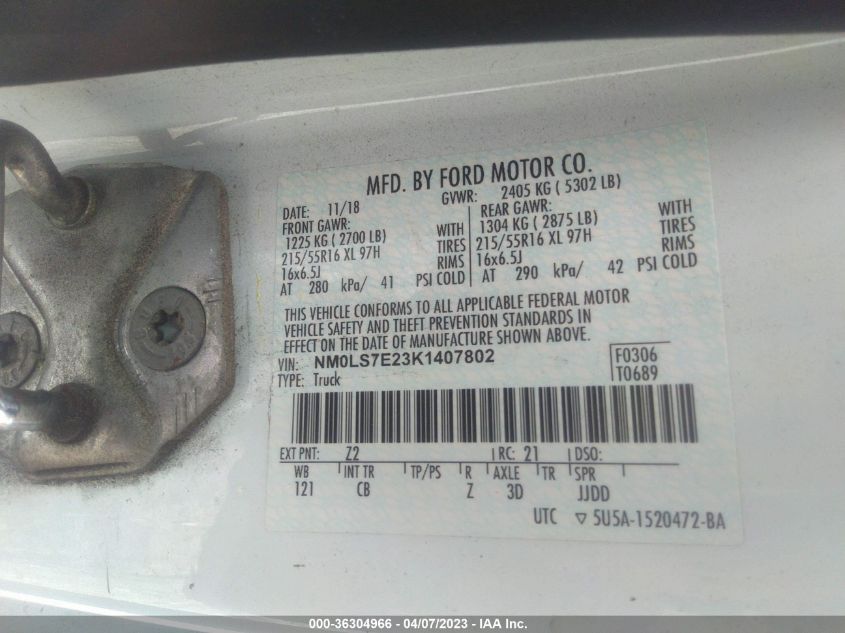 MFD. BY FORD MOTOR CO.
DATE: 11/18 GVWR: 2405 KG ( 5302 LB)
FRONT GAWR: REAR GAWR:
1225 KG ( 2700 LB) WITH 1304 KG ( 2875 LB) WITH
215/55R16 XL 97H TIRES 215/55R16 XL 97H TIRES
16x6.5J RIMS 16x6.5J RIMS
AT 280 kPa/ 41 PSI COLD AT 290 kPa/ 42 PSI COLD
THIS VEHICLE CONFORMS TO ALL APPLICABLE FEDERAL MOTOR
VEHICLE SAFETY AND THEFT PREVENTION STANDARDS IN
EFFECT ON THE DATE OF MANUFACTURE SHOWN ABOVE.
VIN: NM0LS7E23K1407802 F0306
TYPE: Truck T0689
EXT PNT: Z2 RC: 21 DSO:
WB INT TR TP/PS R AXLE TR SPR
121 CB Z 3D JJDD
UTC ▽ 5U5A-1520472-BA
000-36304966 - 04/07/2023 - IAA Inc.